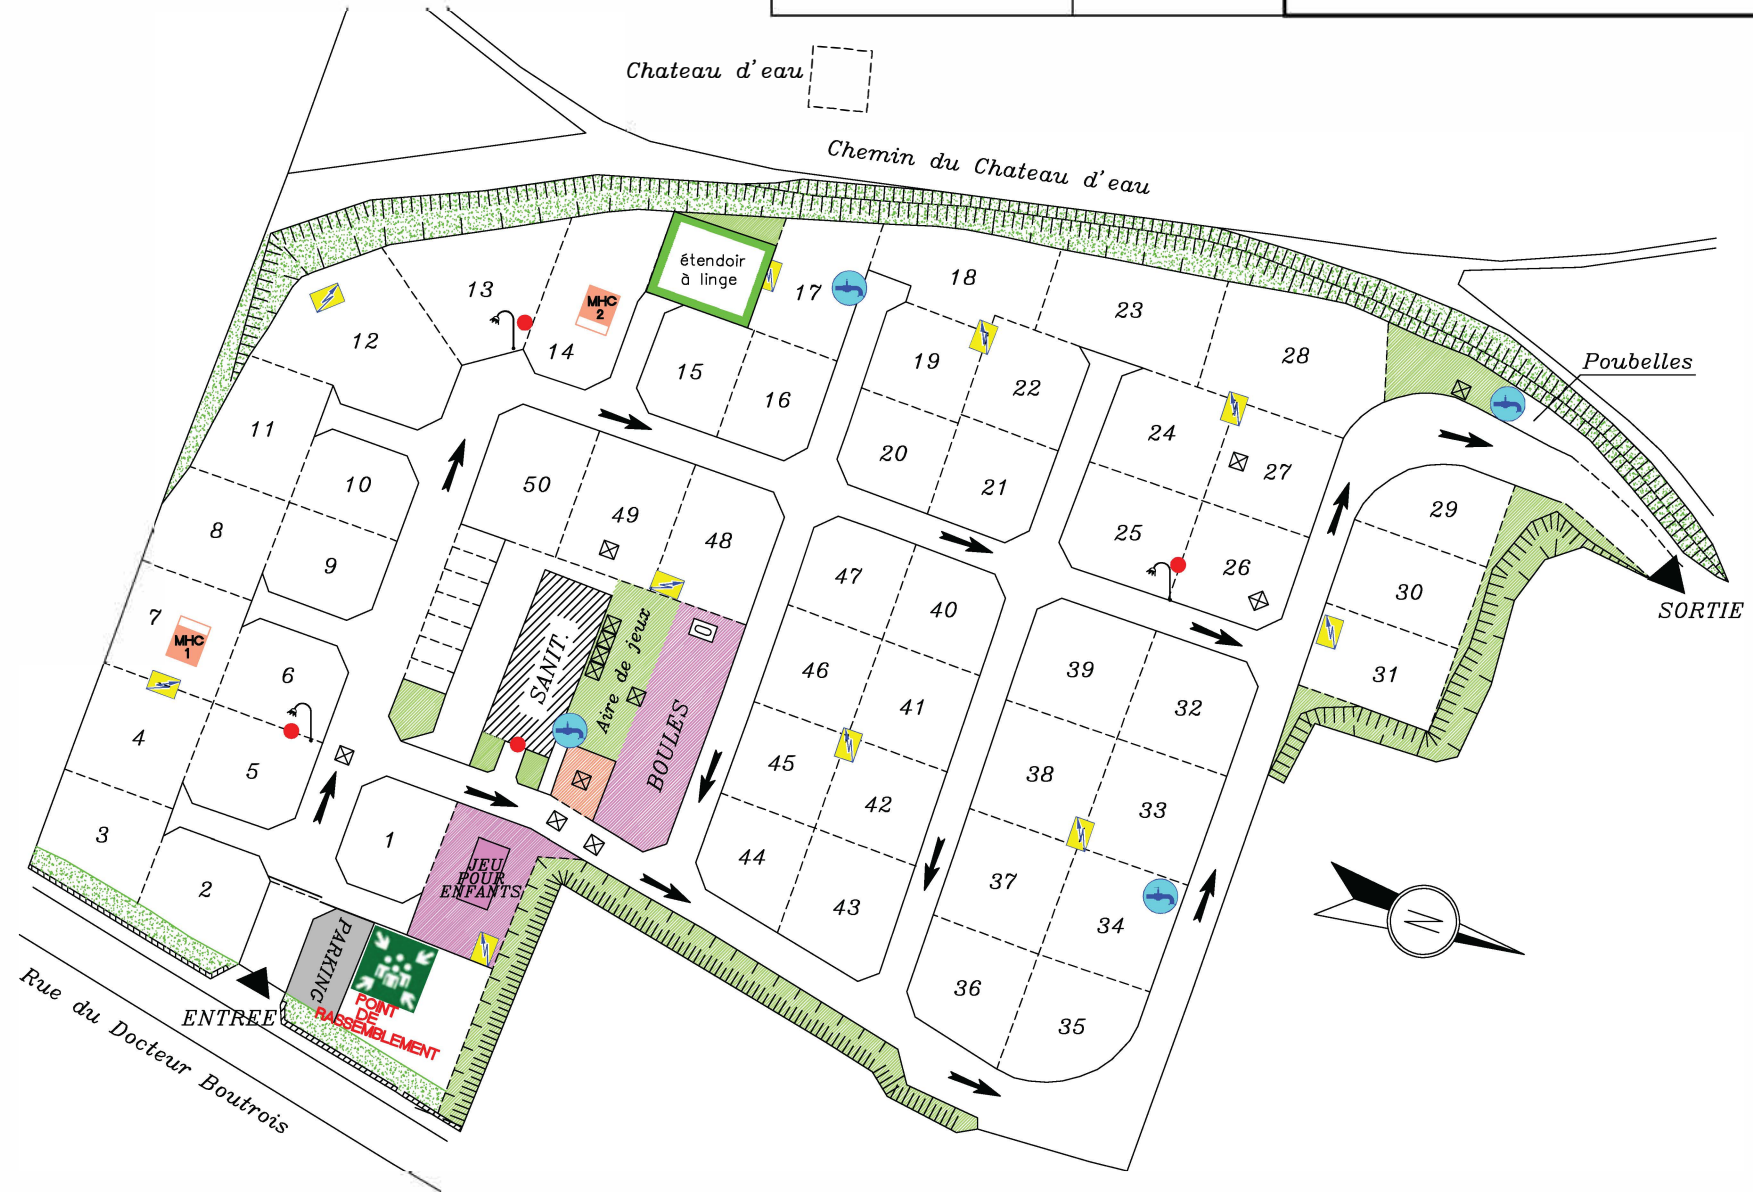 Chateau d'eau
Chemin du Chateau d'eau
étendoir
à linge
13
MHC
2
14
17
18
23
28
Poubelles
12
15
16
19
22
24
27
11
10
50
49
48
20
21
25
26
29
8
9
47
40
30
SORTIE
7
MHC
1
6
SANIT.
Aire de jeux
BOULES
46
41
39
32
31
4
5
45
42
38
33
3
2
1
JEU
POUR
ENFANTS
44
43
37
34
36
35
PARKING
POINT
DE
RASSEMBLEMENT
ENTREE
Rue du Docteur Boutrois
N